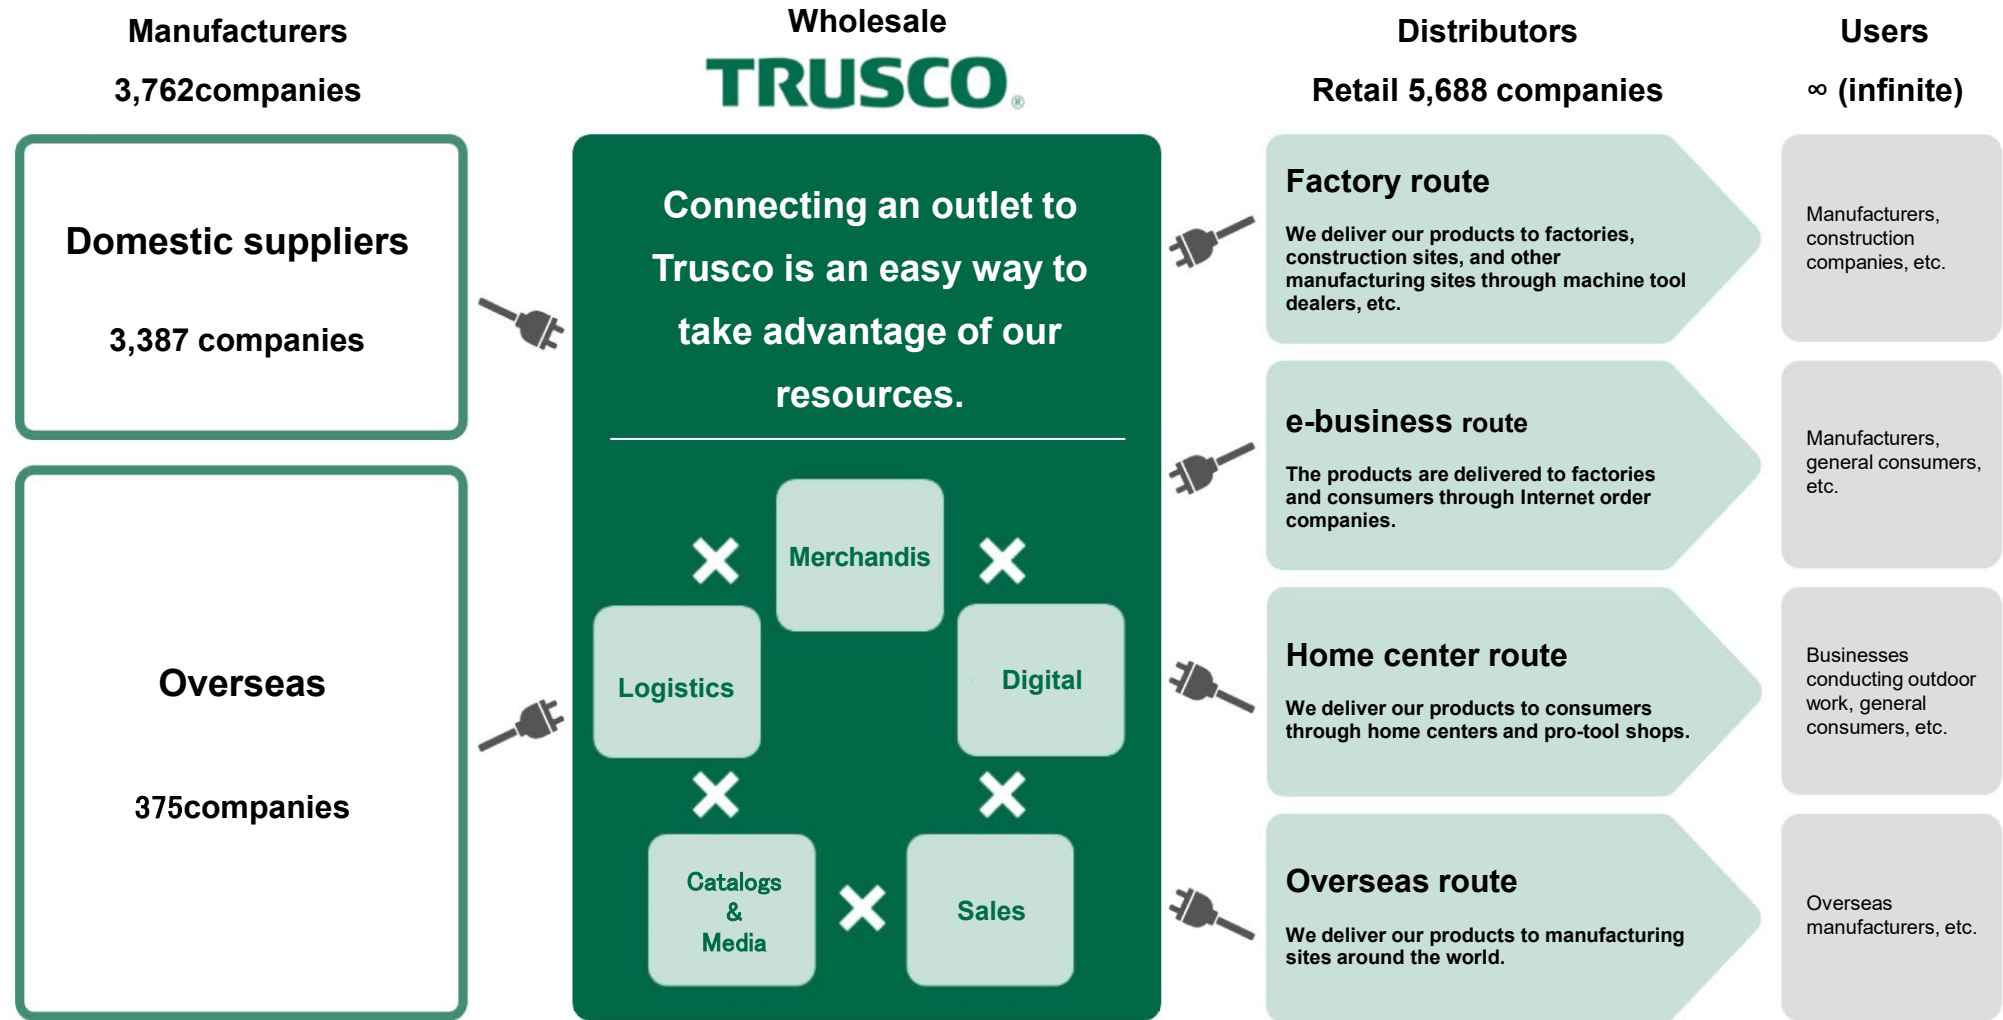 Manufacturers
3,762companies
Domestic suppliers
3,387 companies
Overseas
375companies
Wholesale
TRUSCO®
Connecting an outlet to
Trusco is an easy way to
take advantage of our
resources.
Merchandis
Logistics
Digital
Catalogs
&
Media
Sales
Distributors
Retail 5,688 companies
Factory route
We deliver our products to factories,
construction sites, and other
manufacturing sites through machine tool
dealers, etc.
e-business route
The products are delivered to factories
and consumers through Internet order
companies.
Home center route
We deliver our products to consumers
through home centers and pro-tool shops.
Overseas route
We deliver our products to manufacturing
sites around the world.
Users
∞ (infinite)
Manufacturers,
construction
companies, etc.
Manufacturers,
general consumers,
etc.
Businesses
conducting outdoor
work, general
consumers, etc.
Overseas
manufacturers, etc.